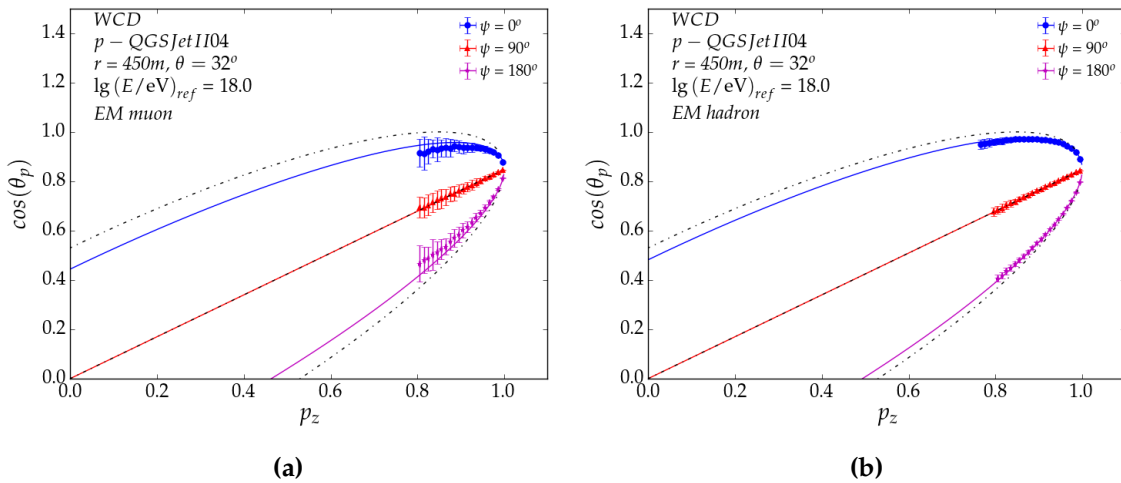 WCD
p − QGSJetII04
r = 450m, θ = 32°
lg (E/eV)ref = 18.0
EM muon
ψ = 0°
ψ = 90°
ψ = 180°
1.4
1.2
1.0
0.8
0.6
0.4
0.2
0.0
cos(θp)
0.0 0.2 0.4 0.6 0.8 1.0
pz
(a)
WCD
p − QGSJetII04
r = 450m, θ = 32°
lg (E/eV)ref = 18.0
EM hadron
ψ = 0°
ψ = 90°
ψ = 180°
1.4
1.2
1.0
0.8
0.6
0.4
0.2
0.0
cos(θp)
0.0 0.2 0.4 0.6 0.8 1.0
pz
(b)